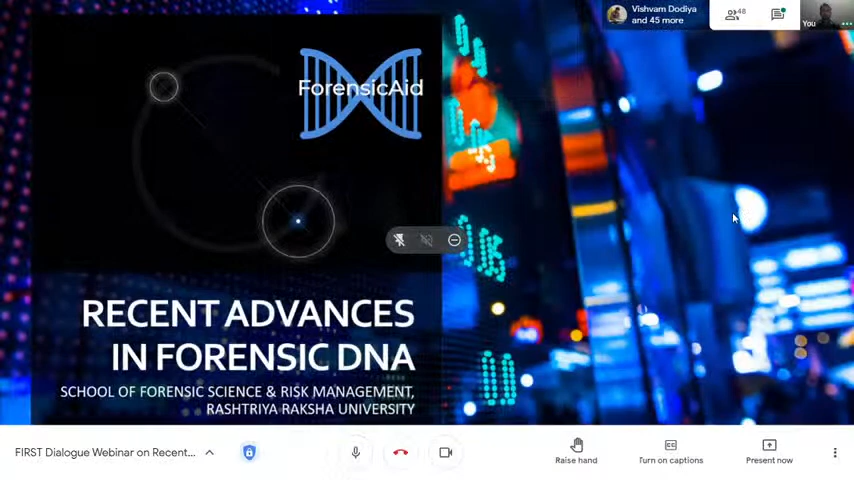 Vishvam Dodiya
and 45 more
48
You
ForensicAid
RECENT ADVANCES
IN FORENSIC DNA
SCHOOL OF FORENSIC SCIENCE & RISK MANAGEMENT,
RASHTRIYA RAKSHA UNIVERSITY
FIRST Dialogue Webinar on Recent...
Raise hand
Turn on captions
Present now